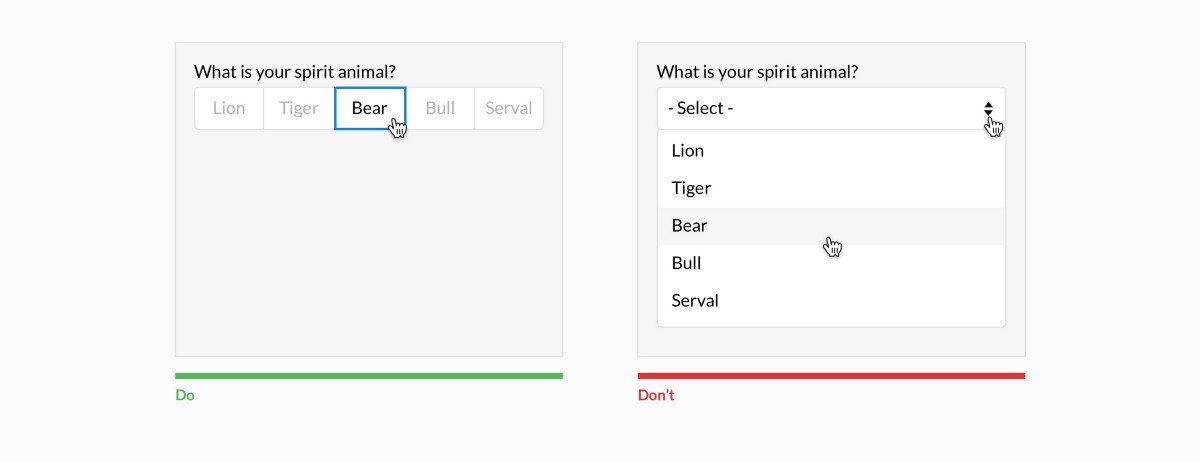 What is your spirit animal?
Lion Tiger Bear Bull Serval
Do
What is your spirit animal?
- Select -
Lion
Tiger
Bear
Bull
Serval
Don’t